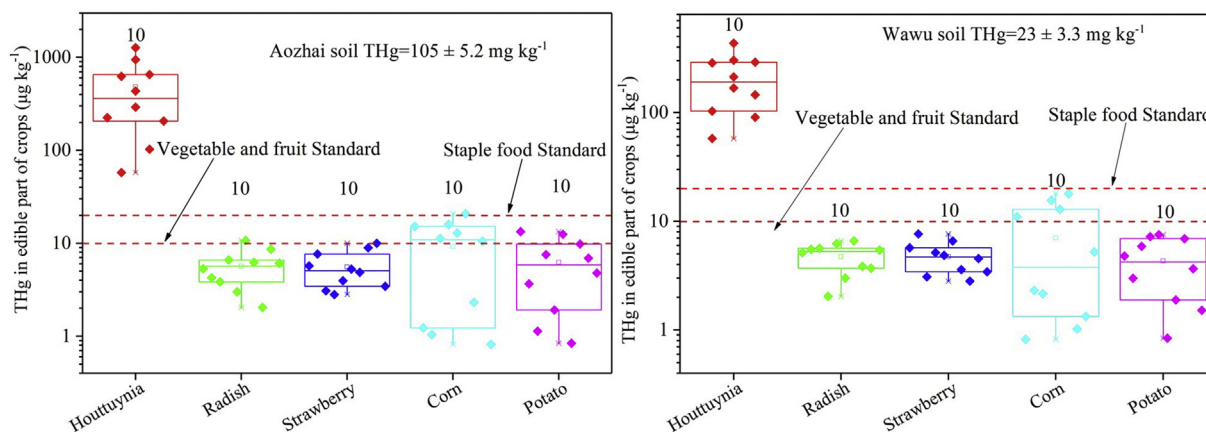 10
Aozhai soil THg=105 ± 5.2 mg kg⁻¹
THg in edible part of crops (μg kg⁻¹)
1000
100
10
1
Vegetable and fruit Standard
Staple food Standard
10
10
10
10
Houttuynia
Radish
Strawberry
Corn
Potato
10
Wawu soil THg=23 ± 3.3 mg kg⁻¹
THg in edible part of crops (μg kg⁻¹)
100
10
1
Vegetable and fruit Standard
Staple food Standard
10
10
10
10
Houttuynia
Radish
Strawberry
Corn
Potato